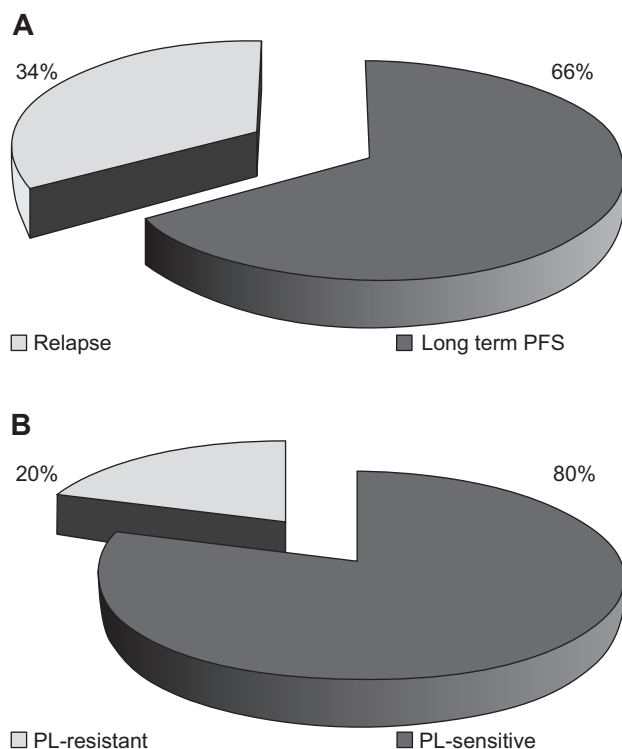 A
34% 66%
Relapse Long term PFS
B
20% 80%
PL-resistant PL-sensitive